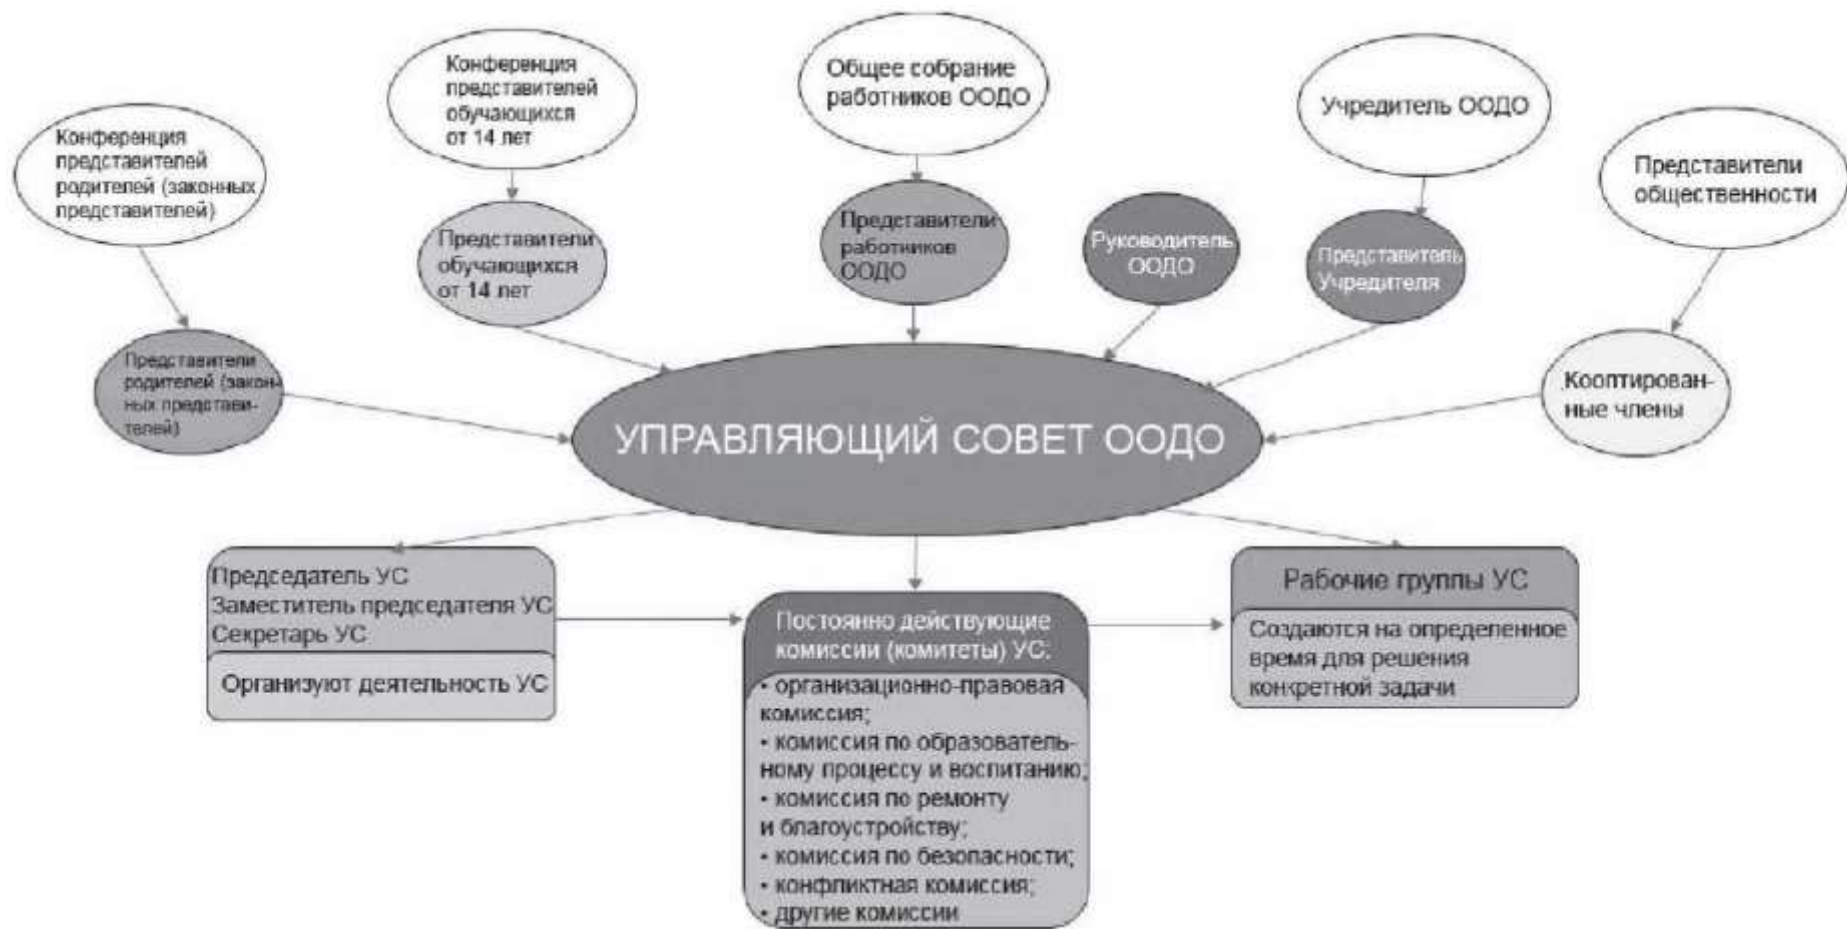 Конференция
представителей
родителей (законных
представителей)
Конференция
представителей
обучающихся
от 14 лет
Общее собрание
работников ООДО
Учредитель ООДО
Представители
общественности
Представители
родителей (закон-
ных представи-
телей)
Представители
обучающихся
от 14 лет
Представители
работников
ООДО
Руководитель
ООДО
Представитель
Учредителя
Кооптирован-
ные члены
УПРАВЛЯЮЩИЙ СОВЕТ ООДО
Председатель УС
Заместитель председателя УС
Секретарь УС
Организуют деятельность УС
Постоянно действующие
комиссии (комитеты) УС:
• организационно-правовая
комиссия;
• комиссия по образователь-
ному процессу и воспитанию;
• комиссия по ремонту
и благоустройству;
• комиссия по безопасности;
• конфликтная комиссия;
• другие комиссии
Рабочие группы УС
Создаются на определенное
время для решения
конкретной задачи